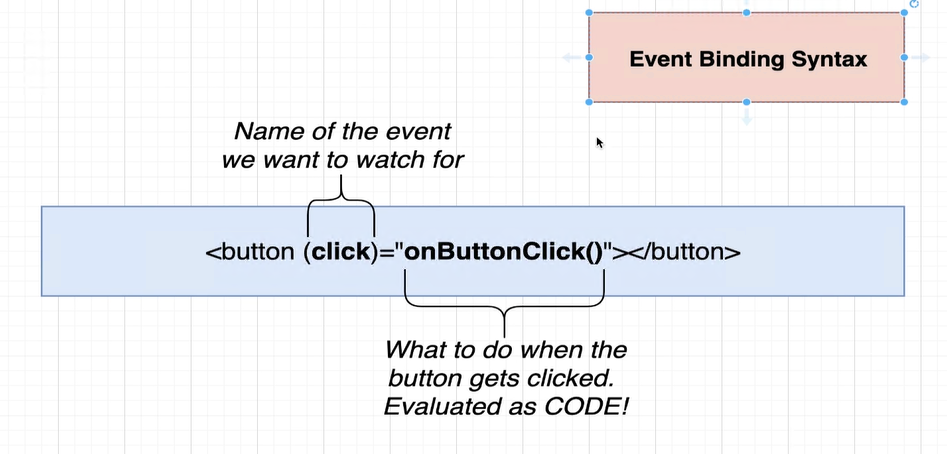 Event Binding Syntax
Name of the event
we want to watch for
<button (click)="onButtonClick()"></button>
What to do when the
button gets clicked.
Evaluated as CODE!